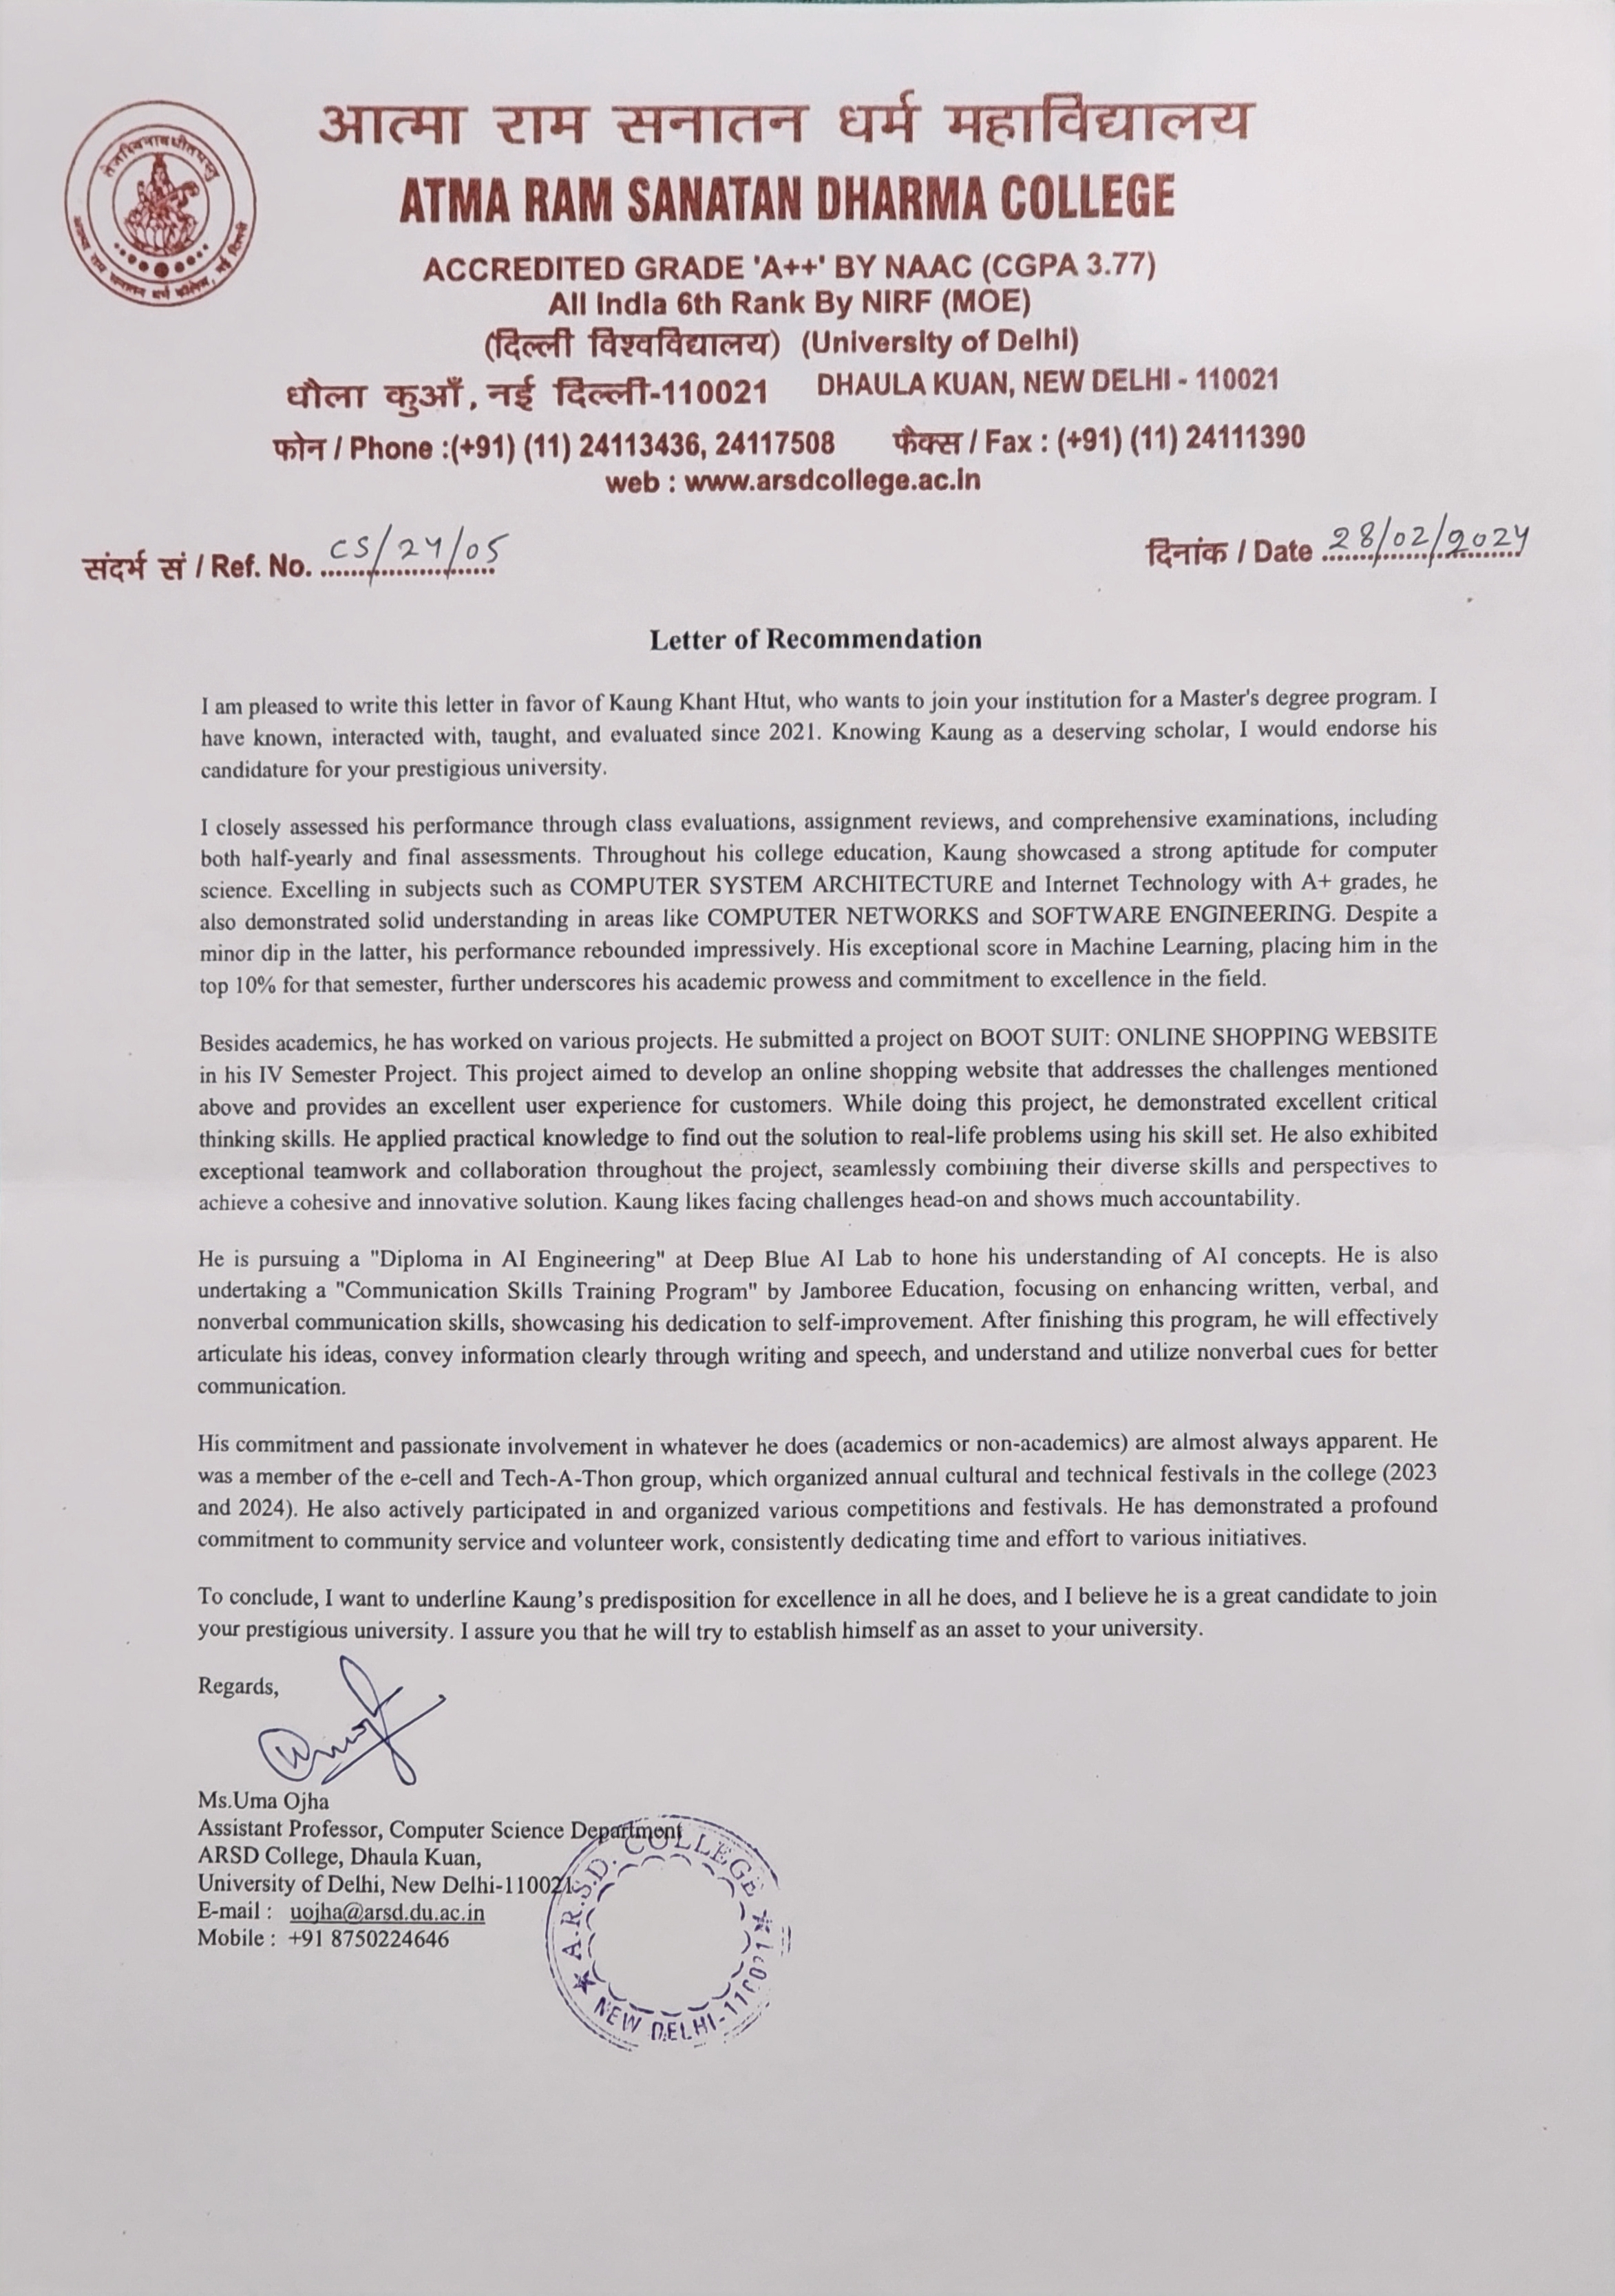 तेजस्विनावधीतमस्तु
आत्मा राम सनातन धर्म कॉलेज, नई दिल्ली
आत्मा राम सनातन धर्म महाविद्यालय
ATMA RAM SANATAN DHARMA COLLEGE
ACCREDITED GRADE 'A++' BY NAAC (CGPA 3.77)
All India 6th Rank By NIRF (MOE)
(दिल्ली विश्वविद्यालय) (University of Delhi)
धौला कुआँ, नई दिल्ली-110021 DHAULA KUAN, NEW DELHI - 110021
फोन / Phone :(+91) (11) 24113436, 24117508 फैक्स / Fax : (+91) (11) 24111390
web : www.arsdcollege.ac.in
संदर्भ सं / Ref. No. CS/24/05 दिनांक / Date 28/02/2024
Letter of Recommendation
I am pleased to write this letter in favor of Kaung Khant Htut, who wants to join your institution for a Master's degree program. I
have known, interacted with, taught, and evaluated since 2021. Knowing Kaung as a deserving scholar, I would endorse his
candidature for your prestigious university.
I closely assessed his performance through class evaluations, assignment reviews, and comprehensive examinations, including
both half-yearly and final assessments. Throughout his college education, Kaung showcased a strong aptitude for computer
science. Excelling in subjects such as COMPUTER SYSTEM ARCHITECTURE and Internet Technology with A+ grades, he
also demonstrated solid understanding in areas like COMPUTER NETWORKS and SOFTWARE ENGINEERING. Despite a
minor dip in the latter, his performance rebounded impressively. His exceptional score in Machine Learning, placing him in the
top 10% for that semester, further underscores his academic prowess and commitment to excellence in the field.
Besides academics, he has worked on various projects. He submitted a project on BOOT SUIT: ONLINE SHOPPING WEBSITE
in his IV Semester Project. This project aimed to develop an online shopping website that addresses the challenges mentioned
above and provides an excellent user experience for customers. While doing this project, he demonstrated excellent critical
thinking skills. He applied practical knowledge to find out the solution to real-life problems using his skill set. He also exhibited
exceptional teamwork and collaboration throughout the project, seamlessly combining their diverse skills and perspectives to
achieve a cohesive and innovative solution. Kaung likes facing challenges head-on and shows much accountability.
He is pursuing a "Diploma in AI Engineering" at Deep Blue AI Lab to hone his understanding of AI concepts. He is also
undertaking a "Communication Skills Training Program" by Jamboree Education, focusing on enhancing written, verbal, and
nonverbal communication skills, showcasing his dedication to self-improvement. After finishing this program, he will effectively
articulate his ideas, convey information clearly through writing and speech, and understand and utilize nonverbal cues for better
communication.
His commitment and passionate involvement in whatever he does (academics or non-academics) are almost always apparent. He
was a member of the e-cell and Tech-A-Thon group, which organized annual cultural and technical festivals in the college (2023
and 2024). He also actively participated in and organized various competitions and festivals. He has demonstrated a profound
commitment to community service and volunteer work, consistently dedicating time and effort to various initiatives.
To conclude, I want to underline Kaung’s predisposition for excellence in all he does, and I believe he is a great candidate to join
your prestigious university. I assure you that he will try to establish himself as an asset to your university.
Regards,
Ms.Uma Ojha
Assistant Professor, Computer Science Department
ARSD College, Dhaula Kuan,
University of Delhi, New Delhi-110021
E-mail : uojha@arsd.du.ac.in
Mobile : +91 8750224646
★ A.R.S.D. COLLEGE ★
NEW DELHI-110021